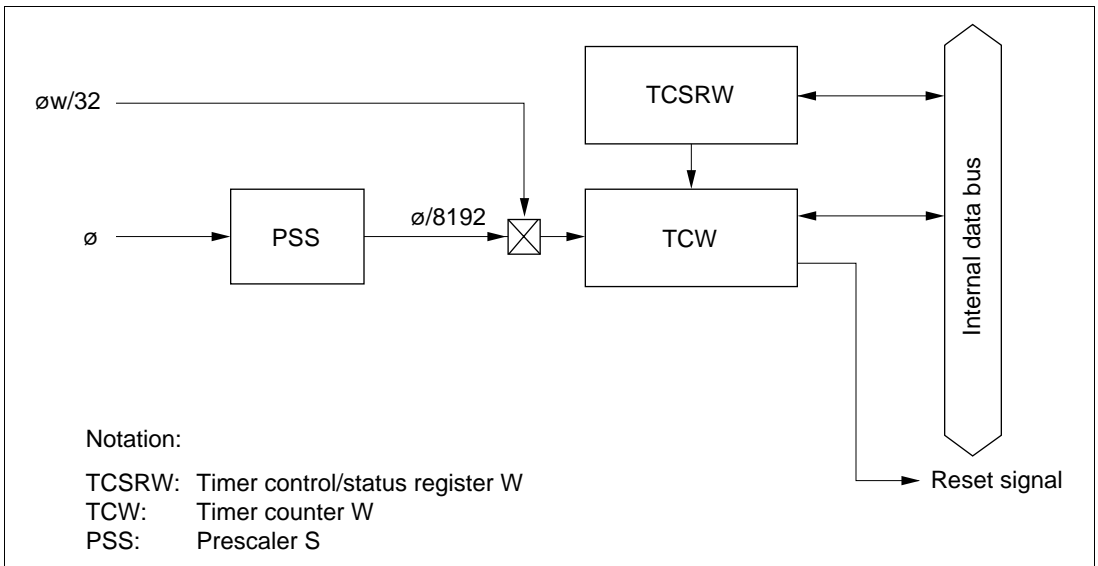 øw/32
TCSRW
ø
PSS
ø/8192
TCW
Internal data bus
Reset signal
Notation:
TCSRW: Timer control/status register W
TCW: Timer counter W
PSS: Prescaler S